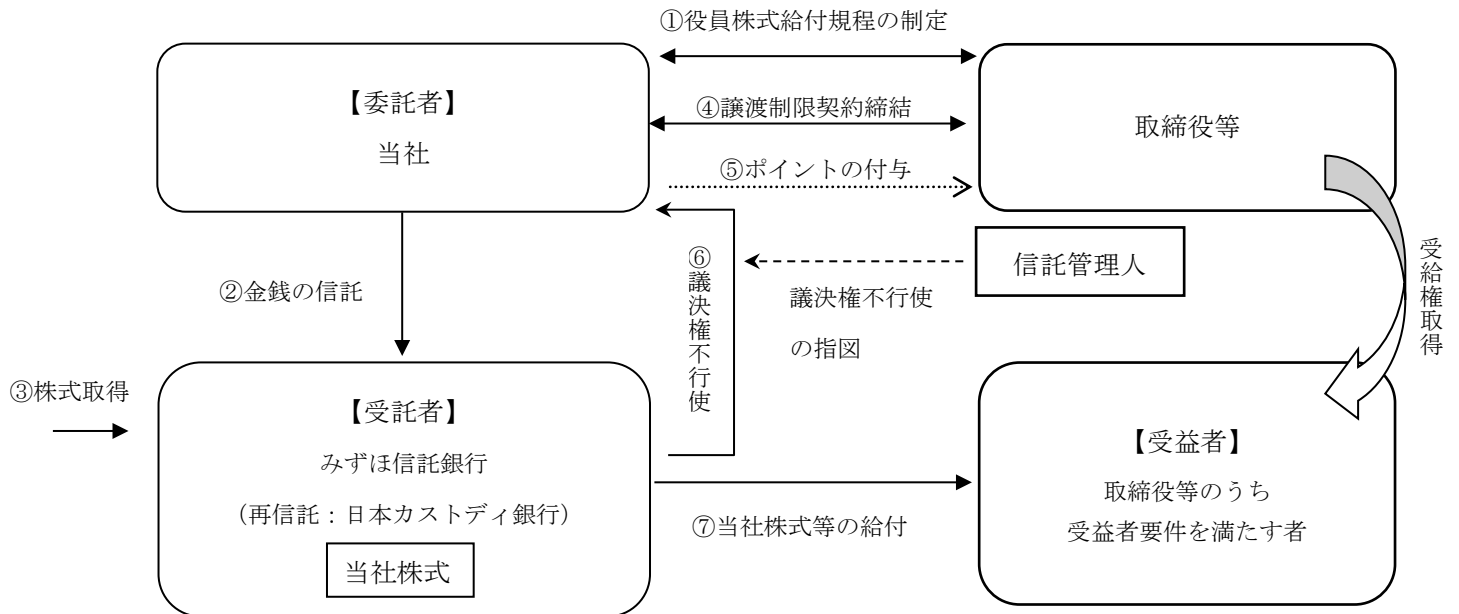 ①役員株式給付規程の制定
【委託者】
当社
④譲渡制限契約締結
取締役等
⑤ポイントの付与
②金銭の信託
⑥議決権不行使
信託管理人
議決権不行使
の指図
受給権取得
③株式取得
【受託者】
みずほ信託銀行
(再信託:日本カストディ銀行)
当社株式
⑦当社株式等の給付
【受益者】
取締役等のうち
受益者要件を満たす者